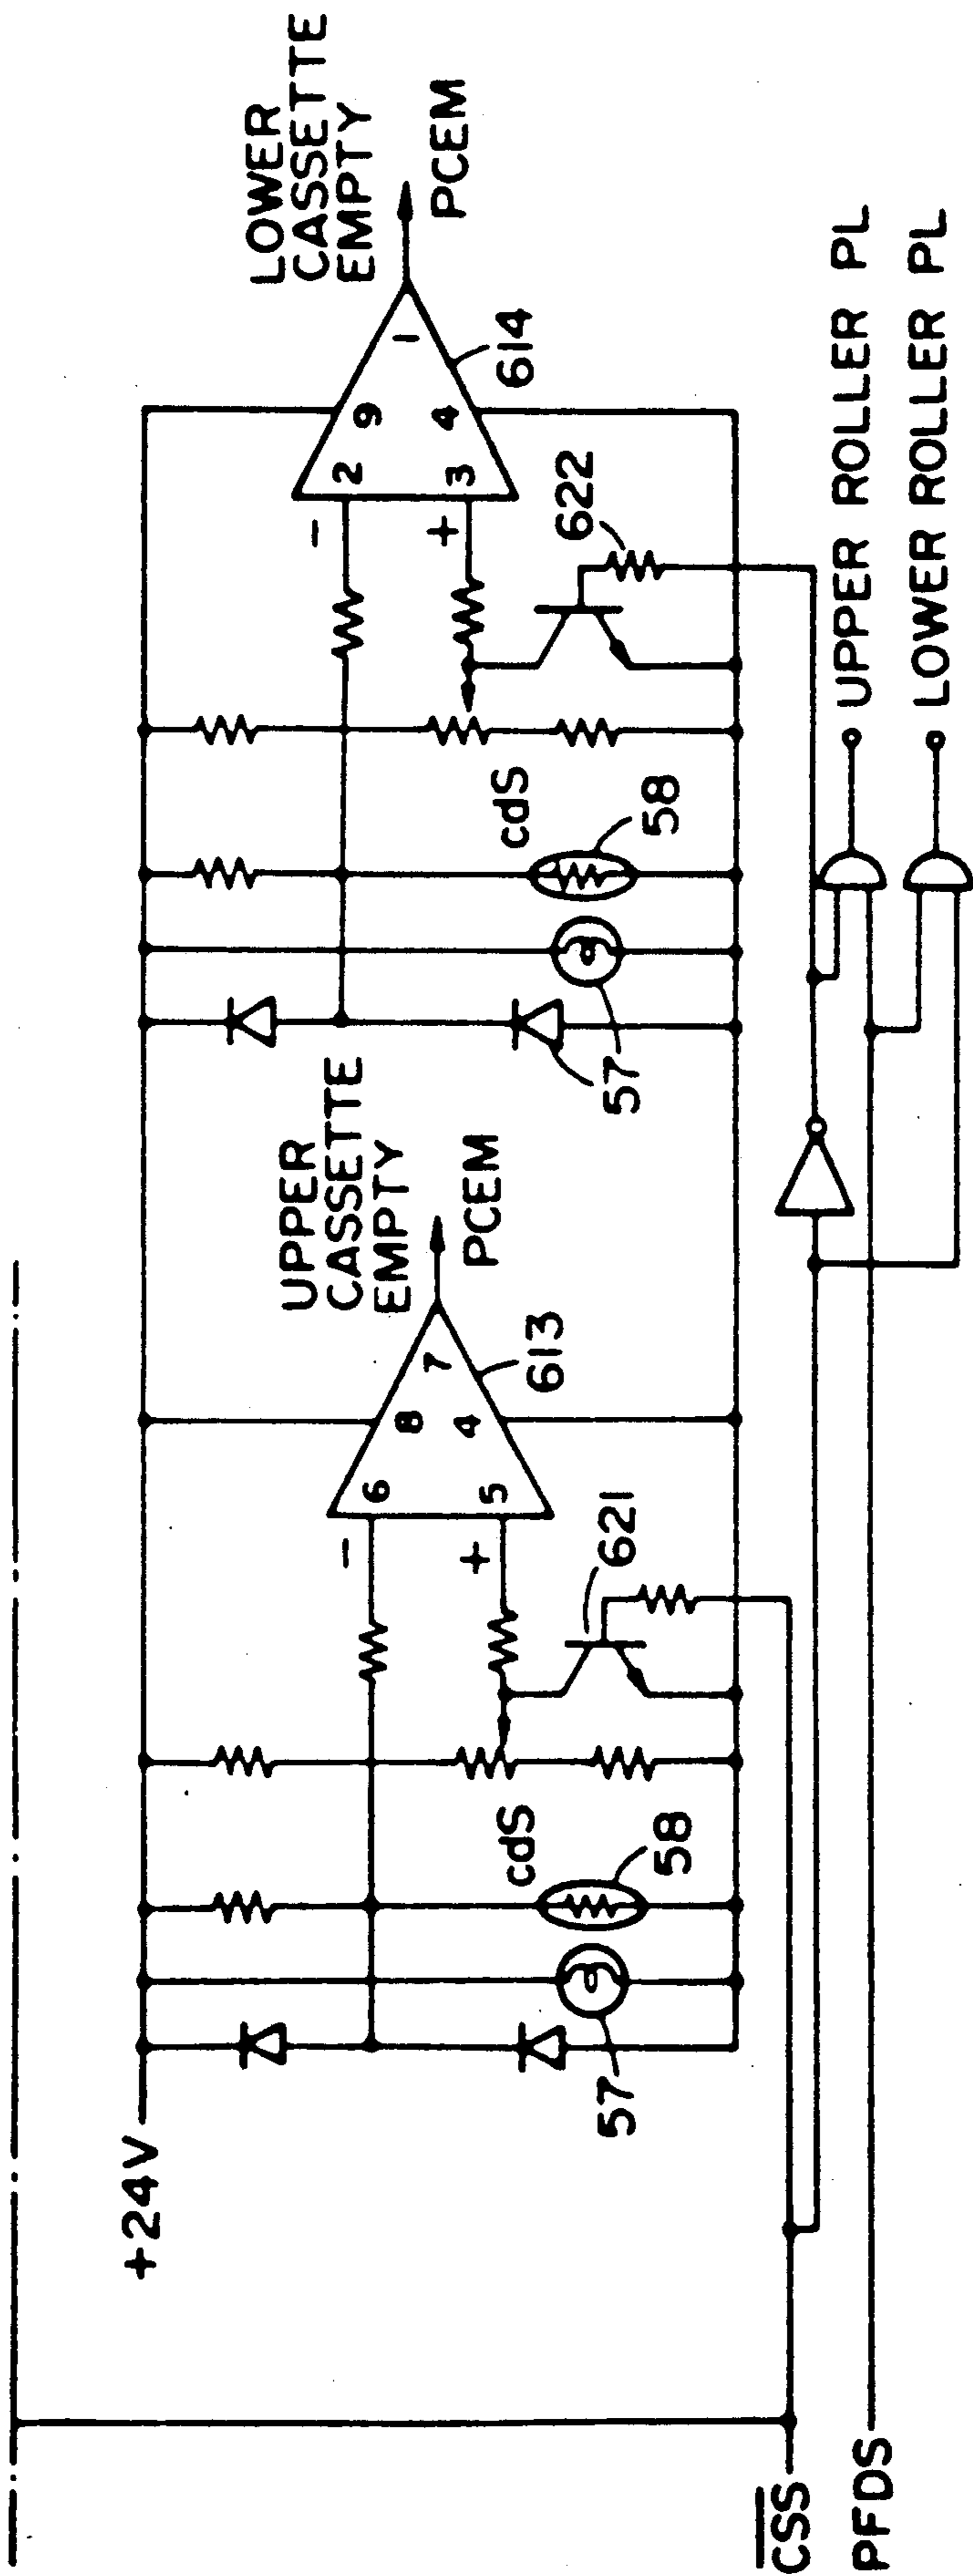 +24V
57
cdS
58
-
6
+
5
8
4
7
613
621
UPPER
CASSETTE
EMPTY
PCEM
57
cdS
58
-
2
+
3
9
4
1
614
622
LOWER
CASSETTE
EMPTY
PCEM
CSS
PFDS
UPPER ROLLER PL
LOWER ROLLER PL